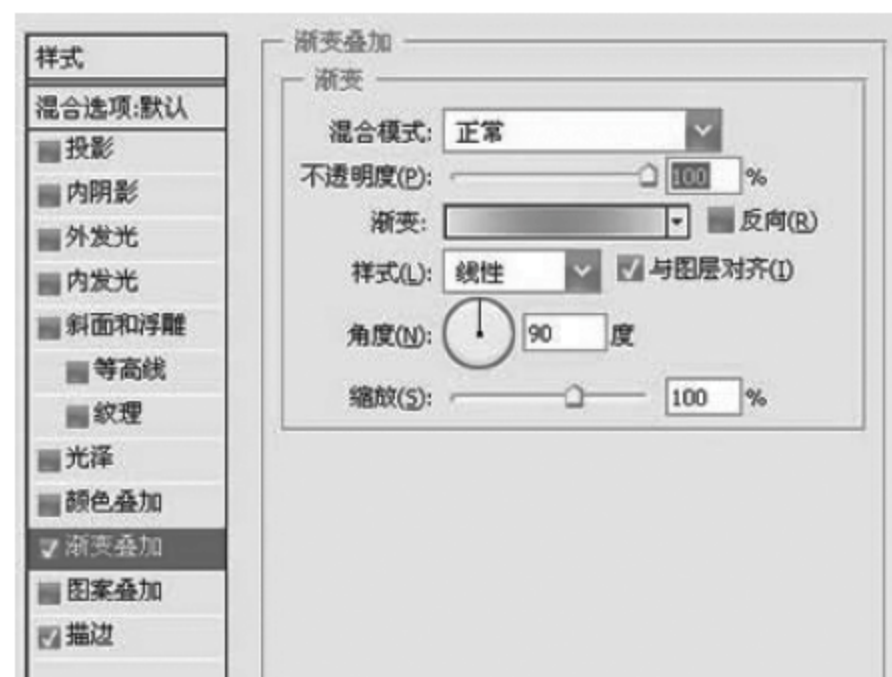 样式
混合选项:默认
投影
内阴影
外发光
内发光
斜面和浮雕
等高线
纹理
光泽
颜色叠加
渐变叠加
图案叠加
描边
渐变叠加
渐变
混合模式: 正常
不透明度(P): 100 %
渐变: 反向(R)
样式(L): 线性 与图层对齐(I)
角度(N): 90 度
缩放(S): 100 %